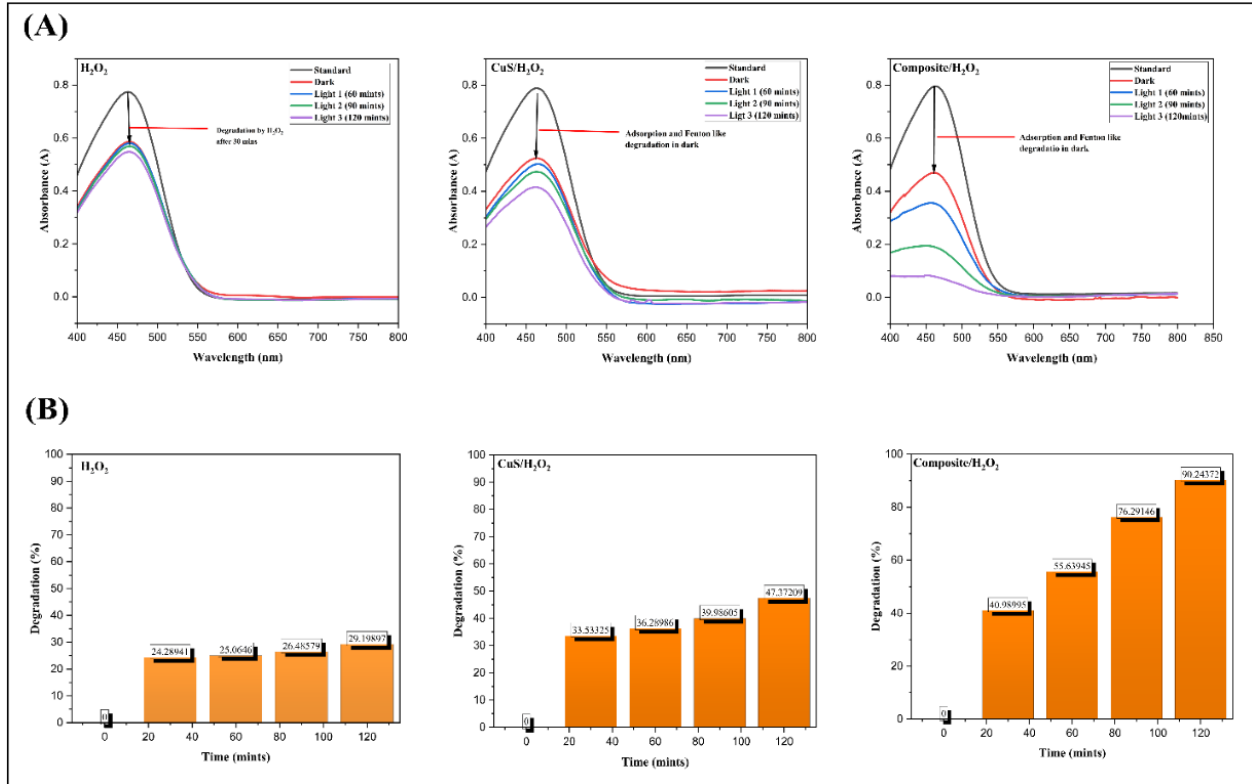 (A)
H₂O₂
Standard
Dark
Light 1 (60 mints)
Light 2 (90 mints)
Light 3 (120 mints)
Degradation by H₂O₂
after 30 mins
Absorbance (A)
0.8
0.6
0.4
0.2
0.0
400 450 500 550 600 650 700 750 800
Wavelength (nm)
CuS/H₂O₂
Standard
Dark
Light 1 (60 mints)
Light 2 (90 mints)
Ligt 3 (120mints)
Adsorption and Fenton like
degradation in dark
Absorbance (A)
0.8
0.6
0.4
0.2
0.0
400 450 500 550 600 650 700 750 800
Wavelength (nm)
Composite/H₂O₂
Standard
Dark
Light 1 (60 mints)
Light 2 (90 mints)
Light 3 (120mints)
Adsorption and Fenton like
degradatio in dark
Absorbance (A)
0.8
0.6
0.4
0.2
0.0
400 450 500 550 600 650 700 750 800 850
Wavelength (nm)
(B)
H₂O₂
Degradation (%)
100
90
80
70
60
50
40
30
20
10
0
0
24.28941
25.0646
26.48579
29.19897
0 20 40 60 80 100 120
Time (mints)
CuS/H₂O₂
Degradation (%)
100
90
80
70
60
50
40
30
20
10
0
0
33.53325
36.28986
39.98605
47.37209
0 20 40 60 80 100 120
Time (mints)
Composite/H₂O₂
Degradation (%)
100
80
60
40
20
0
0
40.98995
55.63945
76.29146
90.24372
0 20 40 60 80 100 120
Time (mints)